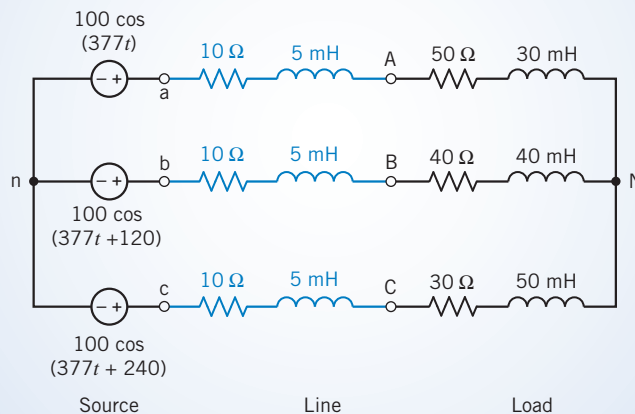 100 cos
(377t)
10 Ω
5 mH
A
50 Ω
30 mH
a
n
b
10 Ω
5 mH
B
40 Ω
40 mH
N
100 cos
(377t +120)
c
10 Ω
5 mH
C
30 Ω
50 mH
100 cos
(377t + 240)
Source
Line
Load